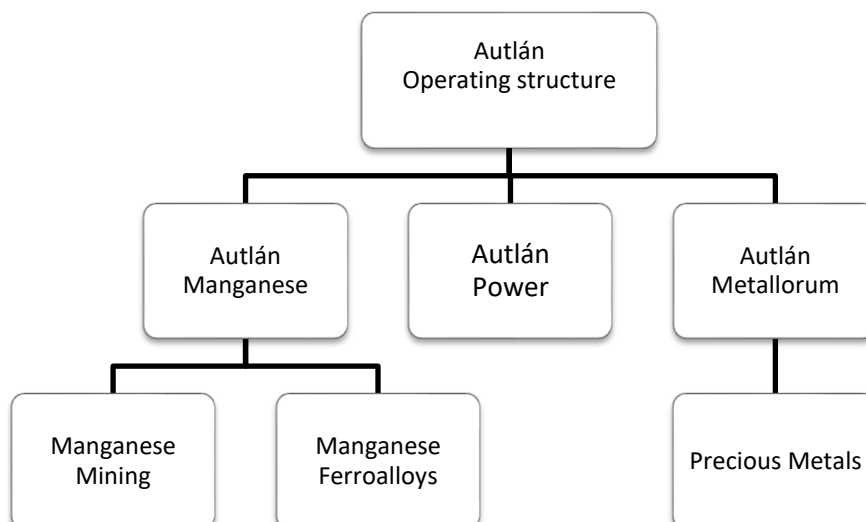 Autlán
Operating structure
Autlán
Manganese
Autlán
Power
Autlán
Metallorum
Manganese
Mining
Manganese
Ferroalloys
Precious Metals